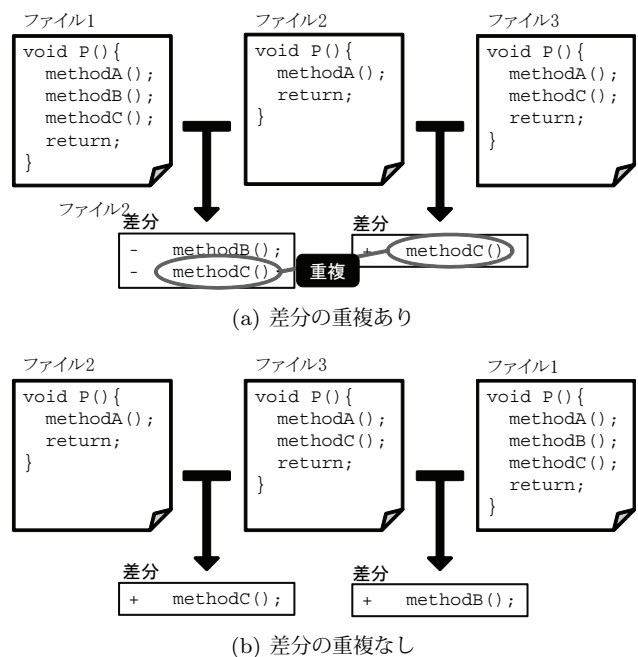 ファイル1
void P(){
methodA();
methodB();
methodC();
return;
}
ファイル2
void P(){
methodA();
return;
}
ファイル3
void P(){
methodA();
methodC();
return;
}
ファイル2
差分
- methodB();
- methodC()
重複
差分
+ methodC()
(a) 差分の重複あり
ファイル2
void P(){
methodA();
return;
}
ファイル3
void P(){
methodA();
methodC();
return;
}
ファイル1
void P(){
methodA();
methodB();
methodC();
return;
}
差分
+ methodC();
差分
+ methodB();
(b) 差分の重複なし